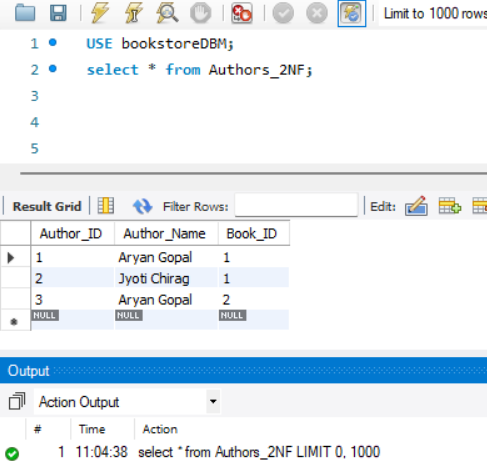 Limit to 1000 rows
1 USE bookstoreDBM;
2 select * from Authors_2NF;
3
4
5
Result Grid Filter Rows: Edit:
Author_ID Author_Name Book_ID
1 Aryan Gopal 1
2 Jyoti Chirag 1
3 Aryan Gopal 2
NULL NULL NULL
Output
Action Output
# Time Action
1 11:04:38 select * from Authors_2NF LIMIT 0, 1000